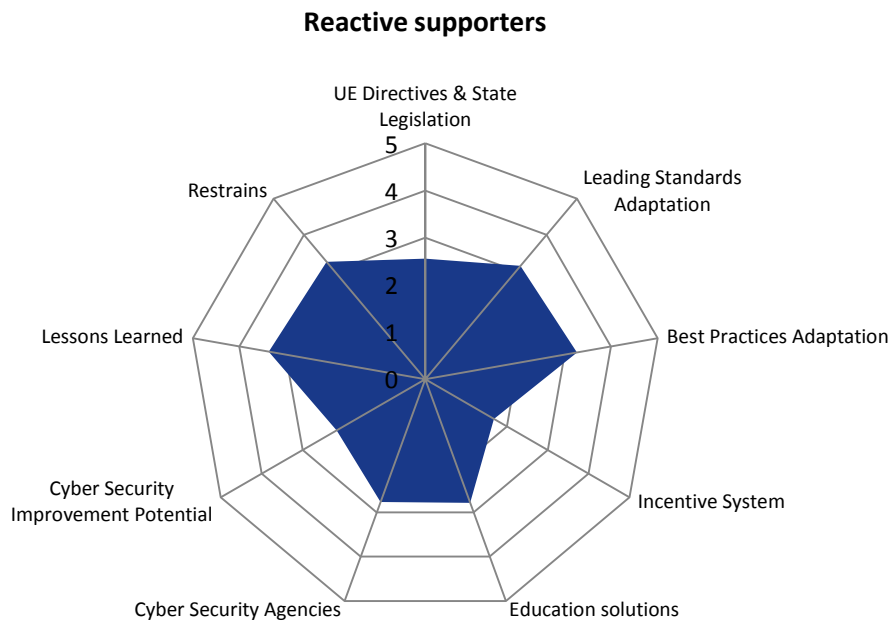 Reactive supporters
UE Directives & State
Legislation
5
4
3
2
1
0
Leading Standards
Adaptation
Best Practices Adaptation
Incentive System
Education solutions
Cyber Security Agencies
Cyber Security
Improvement Potential
Lessons Learned
Restrains